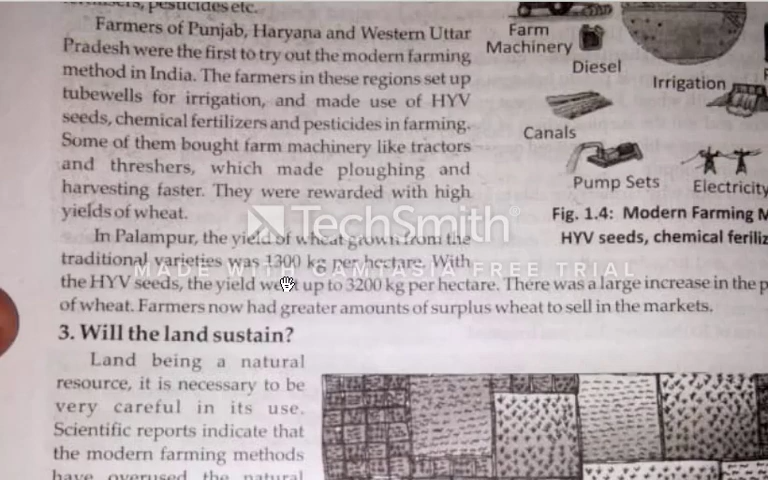 pesticides etc.
Farmers of Punjab, Haryana and Western Uttar
Pradesh were the first to try out the modern farming
method in India. The farmers in these regions set up
tubewells for irrigation, and made use of HYV
seeds, chemical fertilizers and pesticides in farming.
Some of them bought farm machinery like tractors
and threshers, which made ploughing and
harvesting faster. They were rewarded with high
yields of wheat.
In Palampur, the yield of wheat grown from the
traditional varieties was 1300 kg per hectare. With
the HYV seeds, the yield went up to 3200 kg per hectare. There was a large increase in the
of wheat. Farmers now had greater amounts of surplus wheat to sell in the markets.
3. Will the land sustain?
Land being a natural
resource, it is necessary to be
very careful in its use.
Scientific reports indicate that
the modern farming methods
have overused the natural
Farm
Machinery
Diesel
Irrigation
Canals
Pump Sets
Electricity
Fig. 1.4: Modern Farming M
HYV seeds, chemical feriliz
TechSmith®
MADE WITH CAMTASIA FREE TRIAL